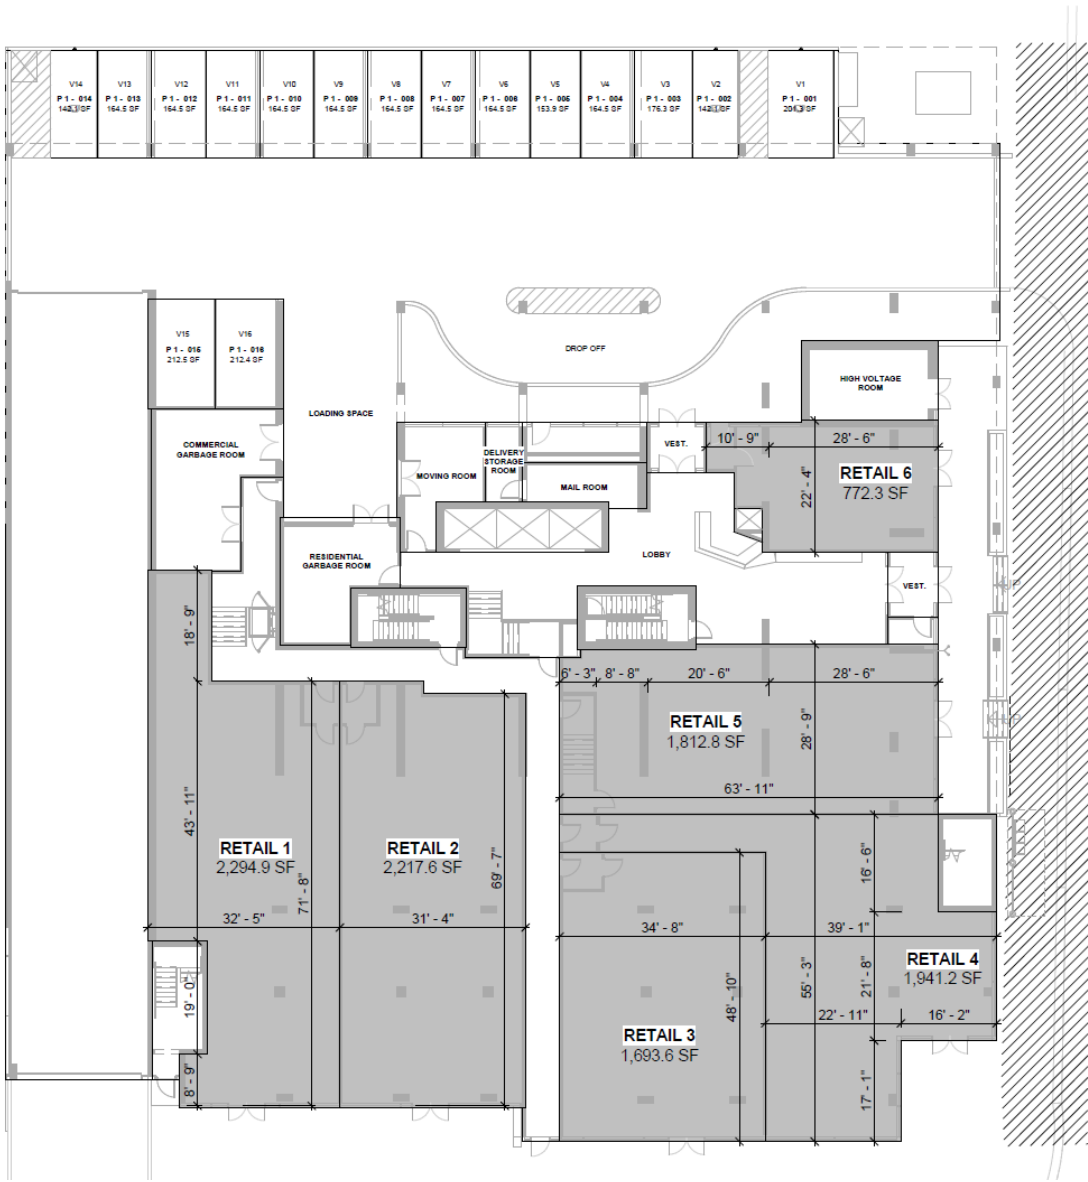 V14
P 1 - 014
V13
P 1 - 013
164.5 SF
V12
P 1 - 012
164.5 SF
V11
P 1 - 011
164.5 SF
V10
P 1 - 010
164.5 SF
V9
P 1 - 009
164.5 SF
V8
P 1 - 008
164.5 SF
V7
P 1 - 007
164.5 SF
V6
P 1 - 006
164.5 SF
V5
P 1 - 005
153.9 SF
V4
P 1 - 004
164.5 SF
V3
P 1 - 003
176.3 SF
V2
P 1 - 002
V1
P 1 - 001
V15
P 1 - 015
212.5 SF
V16
P 1 - 016
212.4 SF
DROP OFF
HIGH VOLTAGE
ROOM
LOADING SPACE
COMMERCIAL
GARBAGE ROOM
MOVING ROOM
DELIVERY
STORAGE
ROOM
MAIL ROOM
VEST.
10' - 9"
28' - 6"
22' - 4"
RETAIL 6
772.3 SF
RESIDENTIAL
GARBAGE ROOM
LOBBY
VEST.
UP
18' - 9"
6' - 3"
8' - 8"
20' - 6"
28' - 6"
RETAIL 5
1,812.8 SF
28' - 9"
UP
63' - 11"
43' - 11"
RETAIL 1
2,294.9 SF
71' - 8"
RETAIL 2
2,217.6 SF
69' - 7"
16' - 6"
32' - 5"
31' - 4"
34' - 8"
39' - 1"
RETAIL 4
1,941.2 SF
19' - 0"
48' - 10"
55' - 3"
21' - 8"
22' - 11"
16' - 2"
RETAIL 3
1,693.6 SF
8' - 9"
17' - 1"